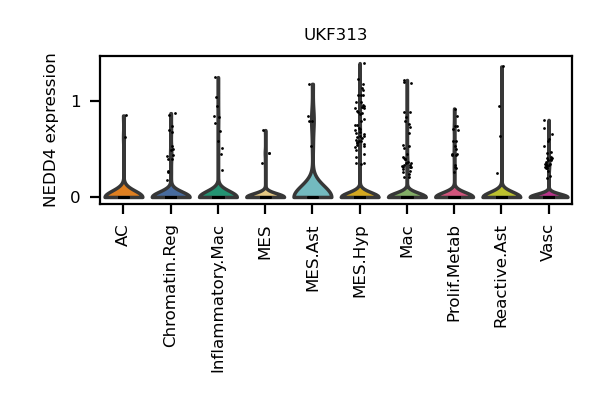 UKF313
NEDD4 expression
1
0
AC
Chromatin.Reg
Inflammatory.Mac
MES
MES.Ast
MES.Hyp
Mac
Prolif.Metab
Reactive.Ast
Vasc